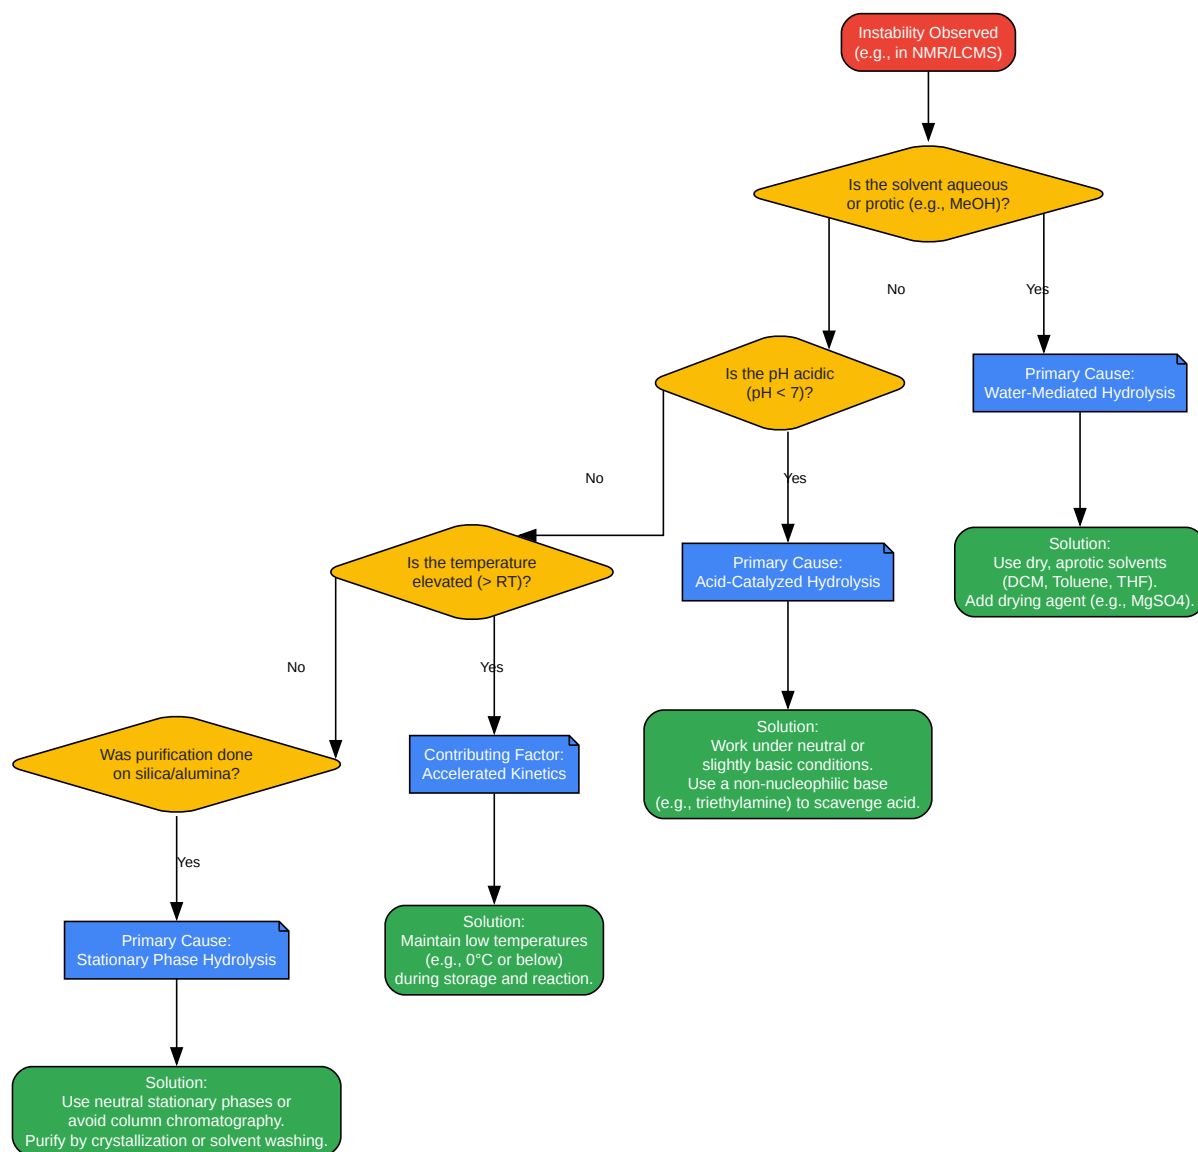 Instability Observed
(e.g., in NMR/LCMS)
Is the solvent aqueous
or protic (e.g., MeOH)?
No
Yes
Is the pH acidic
(pH < 7)?
Primary Cause:
Water-Mediated Hydrolysis
No
Yes
Solution:
Use dry, aprotic solvents
(DCM, Toluene, THF).
Add drying agent (e.g., MgSO4).
Is the temperature
elevated (> RT)?
Primary Cause:
Acid-Catalyzed Hydrolysis
No
Yes
Solution:
Work under neutral or
slightly basic conditions.
Use a non-nucleophilic base
(e.g., triethylamine) to scavenge acid.
Was purification done
on silica/alumina?
Contributing Factor:
Accelerated Kinetics
Yes
Solution:
Maintain low temperatures
(e.g., 0°C or below)
during storage and reaction.
Primary Cause:
Stationary Phase Hydrolysis
Solution:
Use neutral stationary phases or
avoid column chromatography.
Purify by crystallization or solvent washing.